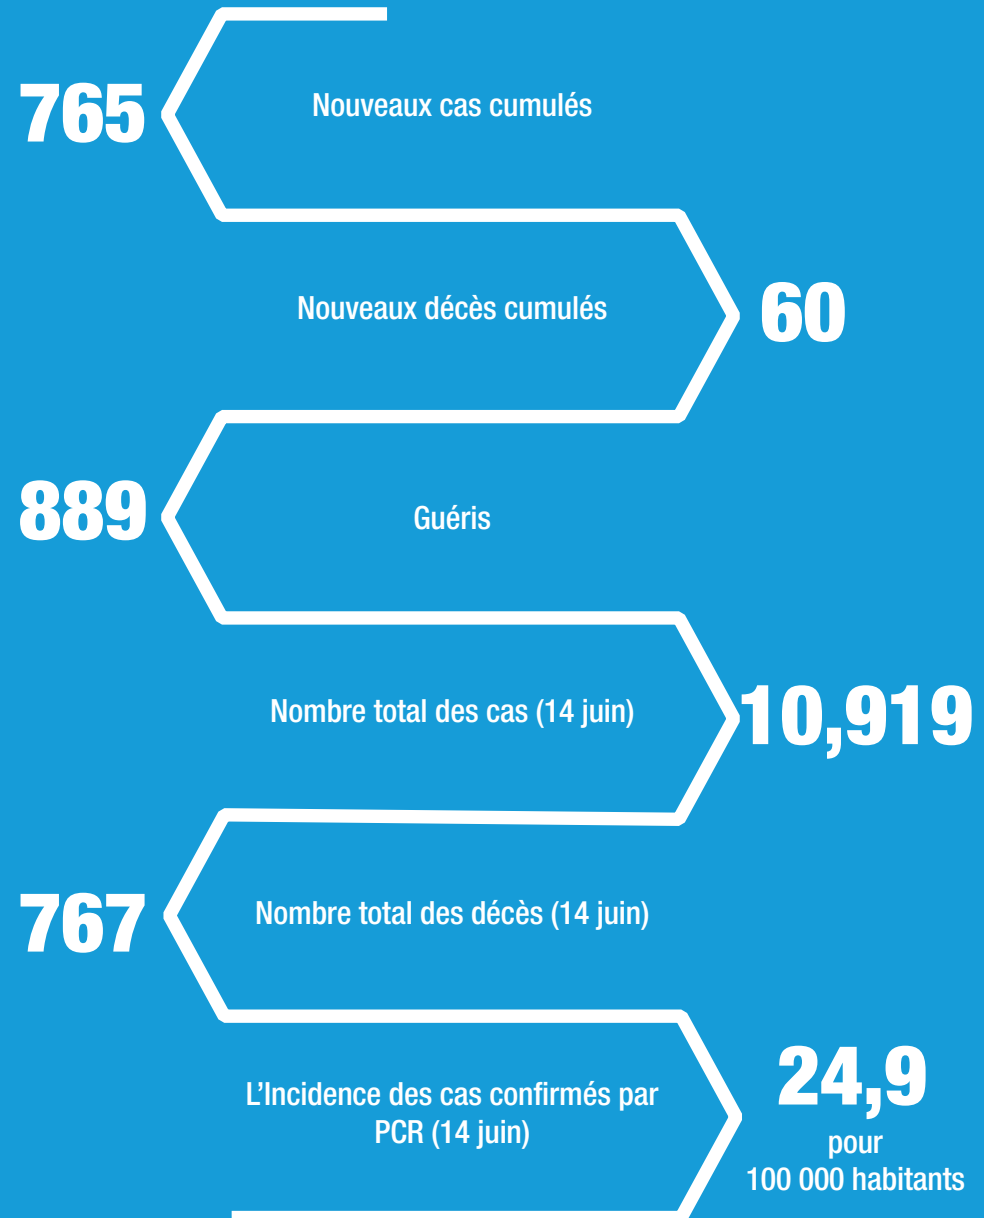 765
Nouveaux cas cumulés
Nouveaux décès cumulés
60
889
Guéris
Nombre total des cas (14 juin)
10,919
767
Nombre total des décès (14 juin)
L’Incidence des cas confirmés par
PCR (14 juin)
24,9
pour
100 000 habitants